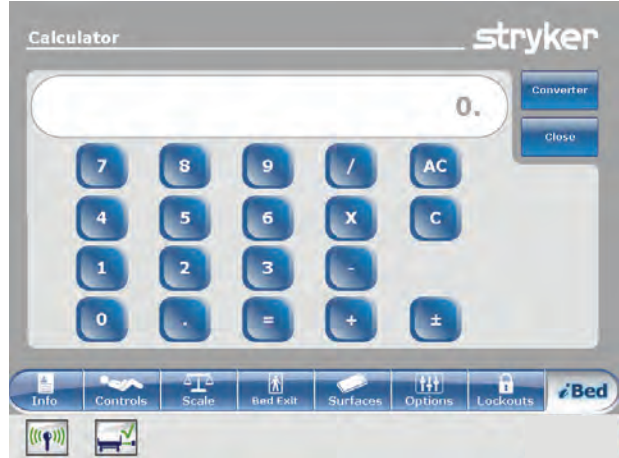 Calculator
stryker
0.
Converter
Close
7 8 9 / AC
4 5 6 X C
1 2 3 -
0 . = + ±
Info Controls Scale Bed Exit Surfaces Options Lockouts iBed